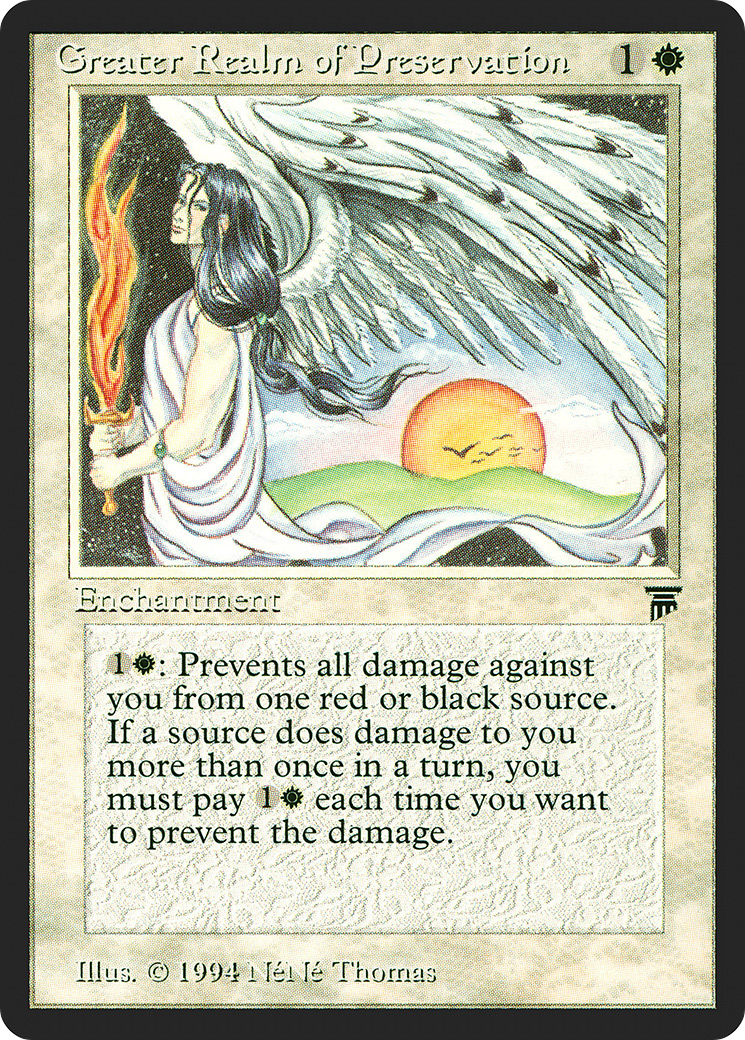 Greater Realm of Preservation 1
Enchantment
1 : Prevents all damage against
you from one red or black source.
If a source does damage to you
more than once in a turn, you
must pay 1 each time you want
to prevent the damage.
Illus. © 1994 NéNé Thomas